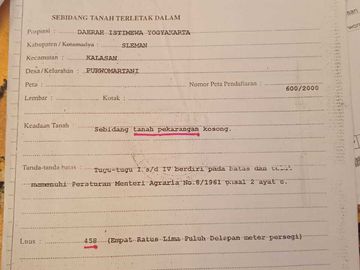 SEBIDANG TANAH TERLETAK DALAM
Propinsi : DAERAH ISTIMEWA YOGYAKARTA
Kabupaten / Kotamadya : SLEMAN
Kecamatan : KALASAN
Desa / Kelurahan : PURWOMARTANI
Peta : Nomor Peta Pendaftaran : 600/2000
Lembar : Kotak :
Keadaan Tanah Sebidang tanah pekarangan kosong.
Tanda-tanda batas : Tugu-tugu I s/d IV berdiri pada batas dan
memenuhi Peraturan Menteri Agraria No.8/1961 pasal 2 ayat
Luas : 458 (Empat Ratus Lima Puluh Delapan meter persegi)